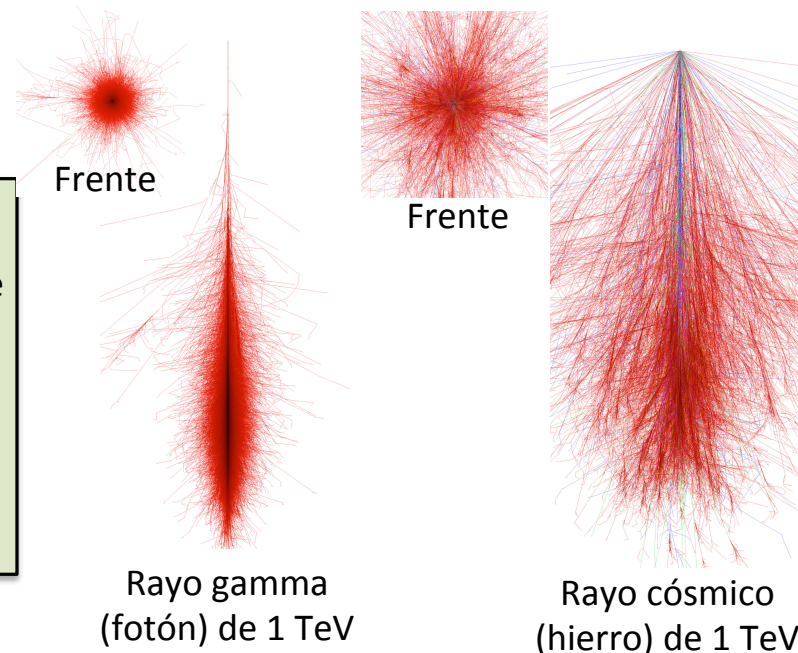 Frente
Frente
e
Rayo gamma
(fotón) de 1 TeV
Rayo cósmico
(hierro) de 1 TeV